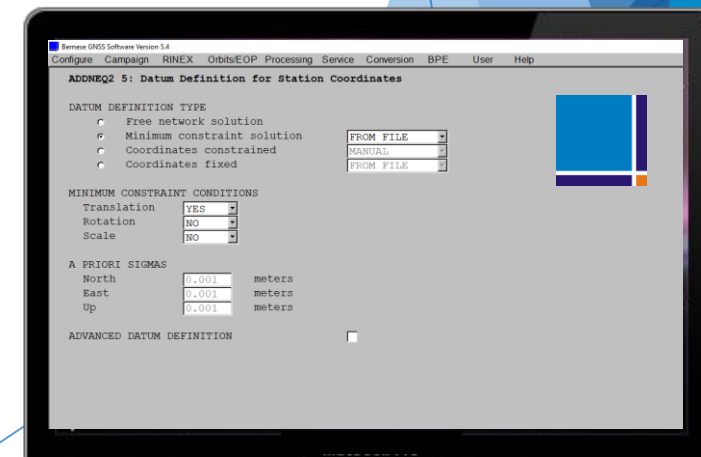 Bernese GNSS Software Version 5.4
Configure Campaign RINEX Orbits/EOP Processing Service Conversion BPE User Help
ADDNEQ2 5: Datum Definition for Station Coordinates
DATUM DEFINITION TYPE
Free network solution
Minimum constraint solution FROM FILE
Coordinates constrained MANUAL
Coordinates fixed FROM FILE
MINIMUM CONSTRAINT CONDITIONS
Translation YES
Rotation NO
Scale NO
A PRIORI SIGMAS
North 0.001 meters
East 0.001 meters
Up 0.001 meters
ADVANCED DATUM DEFINITION